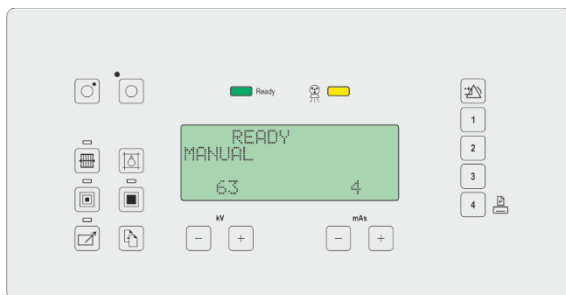 Ready
READY
MANUAL
63 4
kV mAs
- + - +
1
2
3
4